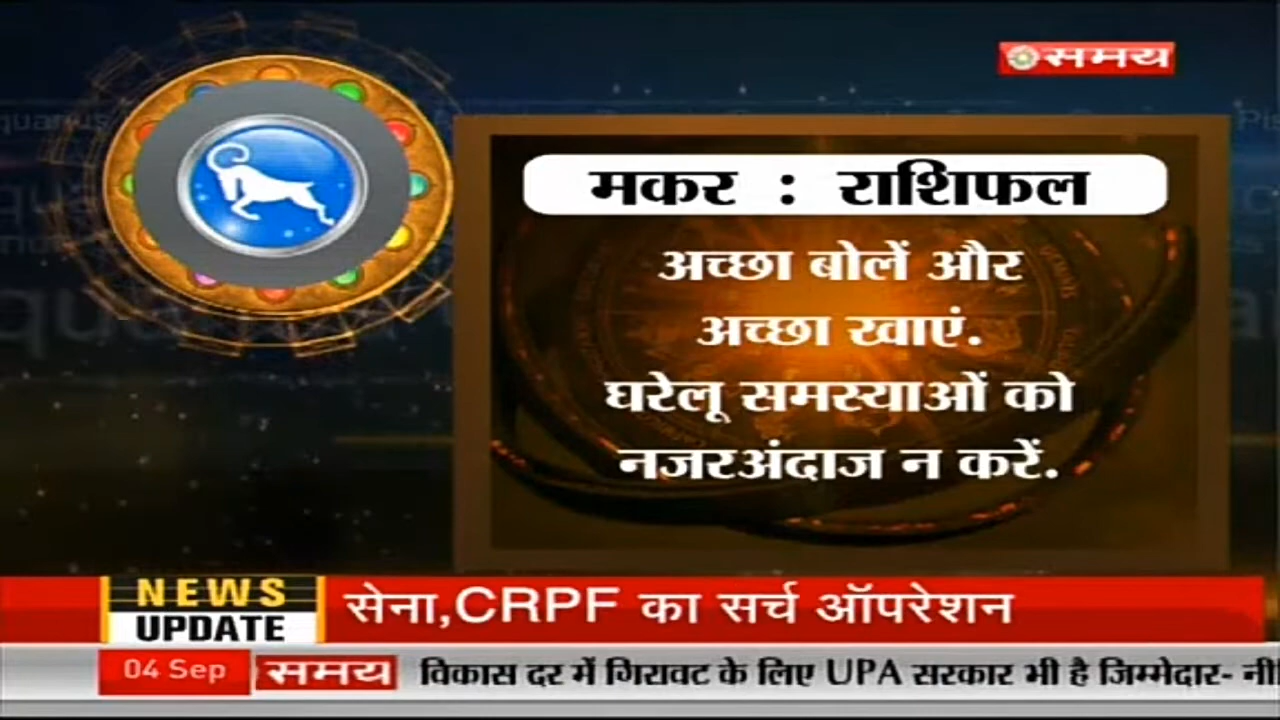 समय
मकर : राशिफल
अच्छा बोलें और
अच्छा खाएं.
घरेलू समस्याओं को
नजरअंदाज न करें.
NEWS
UPDATE
सेना,CRPF का सर्च ऑपरेशन
04 Sep
समय
विकास दर में गिरावट के लिए UPA सरकार भी है जिम्मेदार-